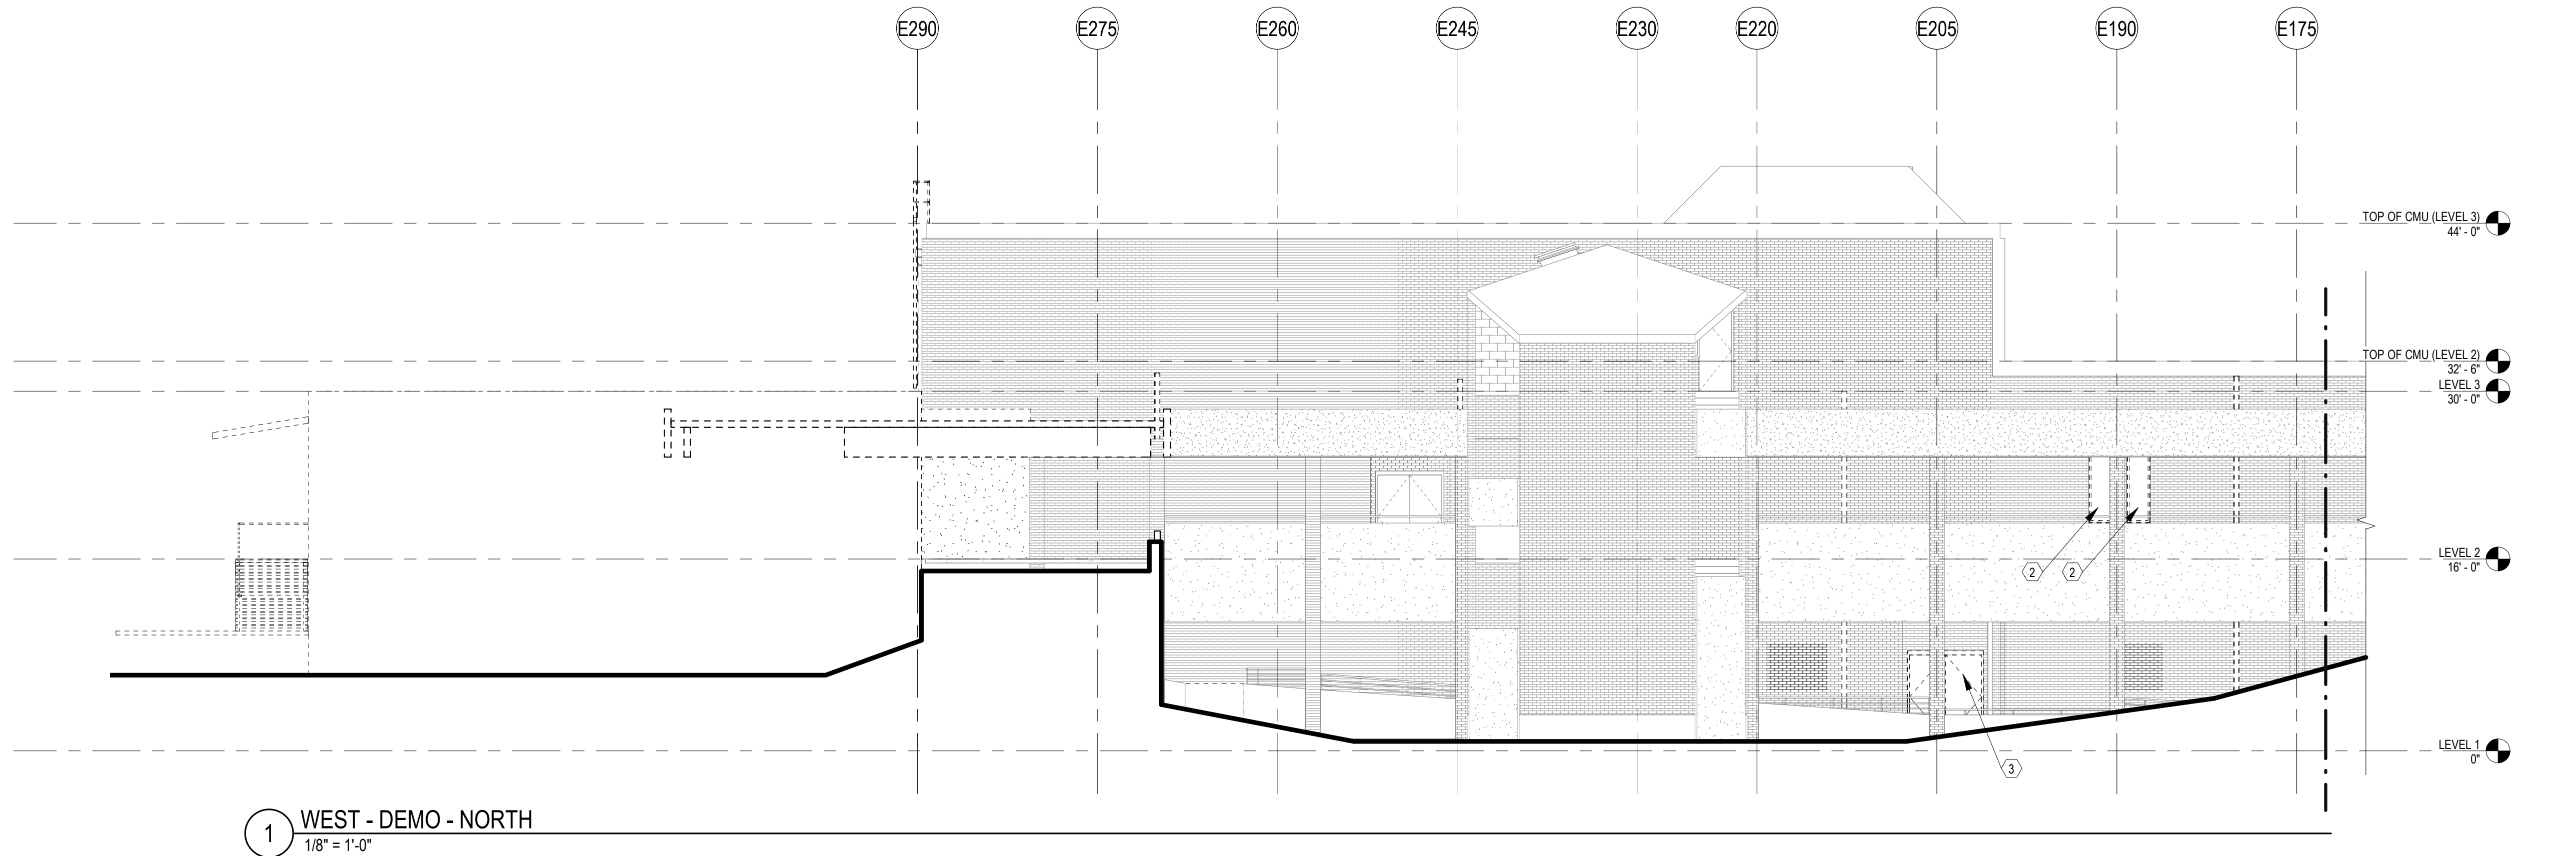 E290 E275 E260 E245 E230 E220 E205 E190 E175
TOP OF CMU (LEVEL 3)
44' - 0"
TOP OF CMU (LEVEL 2)
32' - 6"
LEVEL 3
30' - 0"
LEVEL 2
16' - 0"
2 2
LEVEL 1
0"
3
1 WEST - DEMO - NORTH
1/8" = 1'-0"